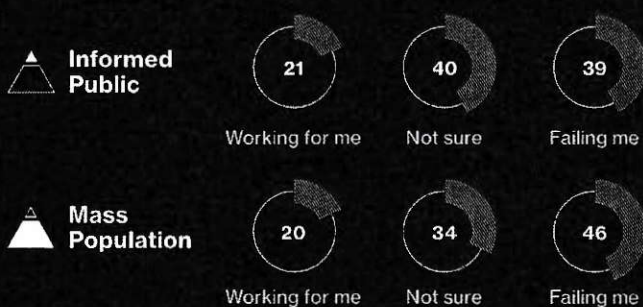 Informed
Public
21 40 39
Working for me Not sure Failing me
Mass
Population
20 34 46
Working for me Not sure Failing me